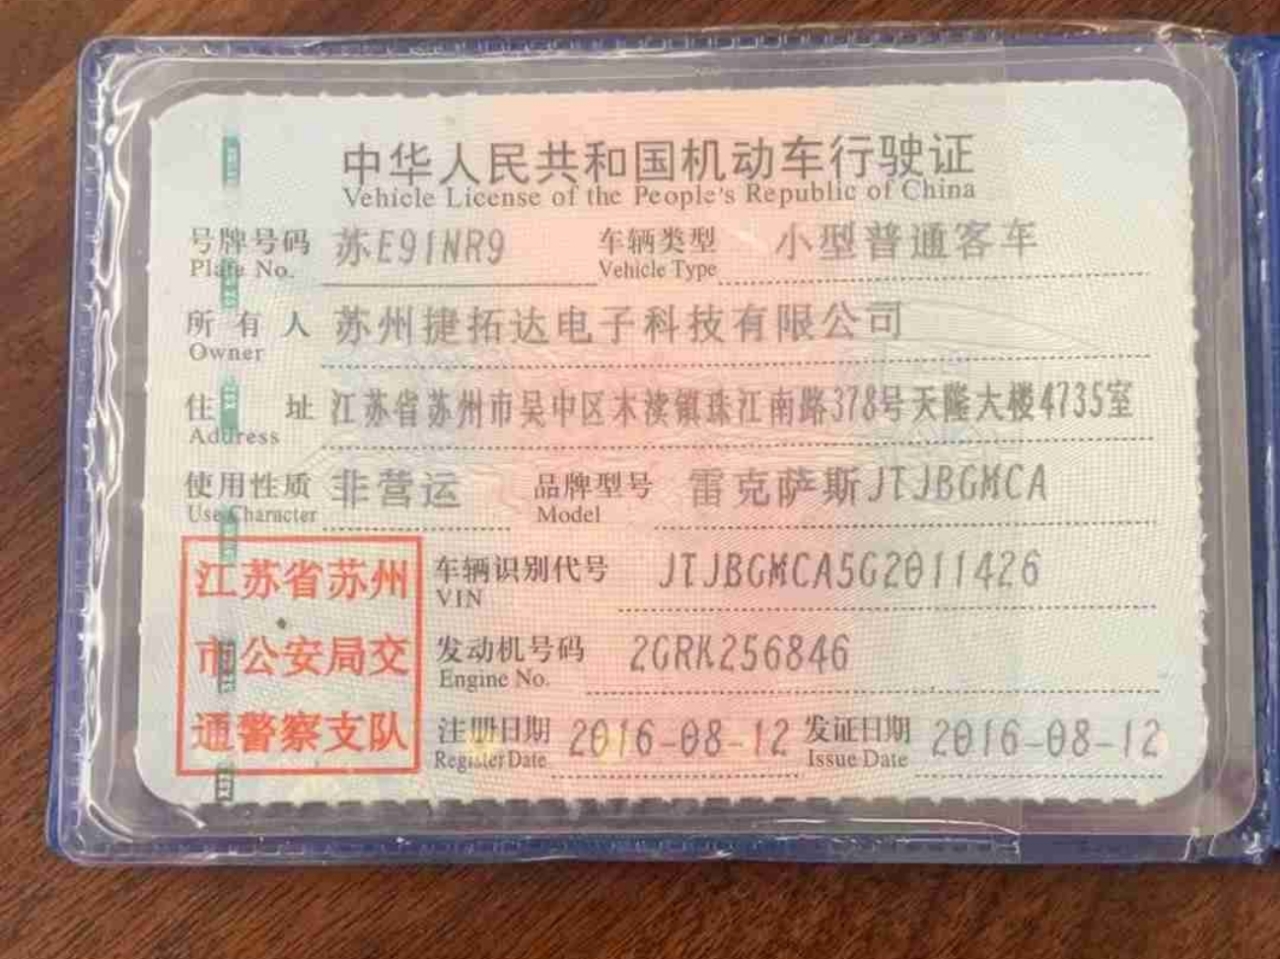 中华人民共和国机动车行驶证
Vehicle License of the People's Republic of China
号牌号码 苏E91NR9 车辆类型 小型普通客车
Plate No. Vehicle Type
所有人 苏州捷拓达电子科技有限公司
Owner
住址 江苏省苏州市吴中区木渎镇珠江南路378号天隆大楼4735室
Address
使用性质 非营运 品牌型号 雷克萨斯JTJBGMCA
Use Character Model
江苏省苏州 车辆识别代号 JTJBGMCA5G2011426
VIN
市公安局交 发动机号码 2GRK256846
Engine No.
通警察支队 注册日期 2016-08-12 发证日期 2016-08-12
Register Date Issue Date